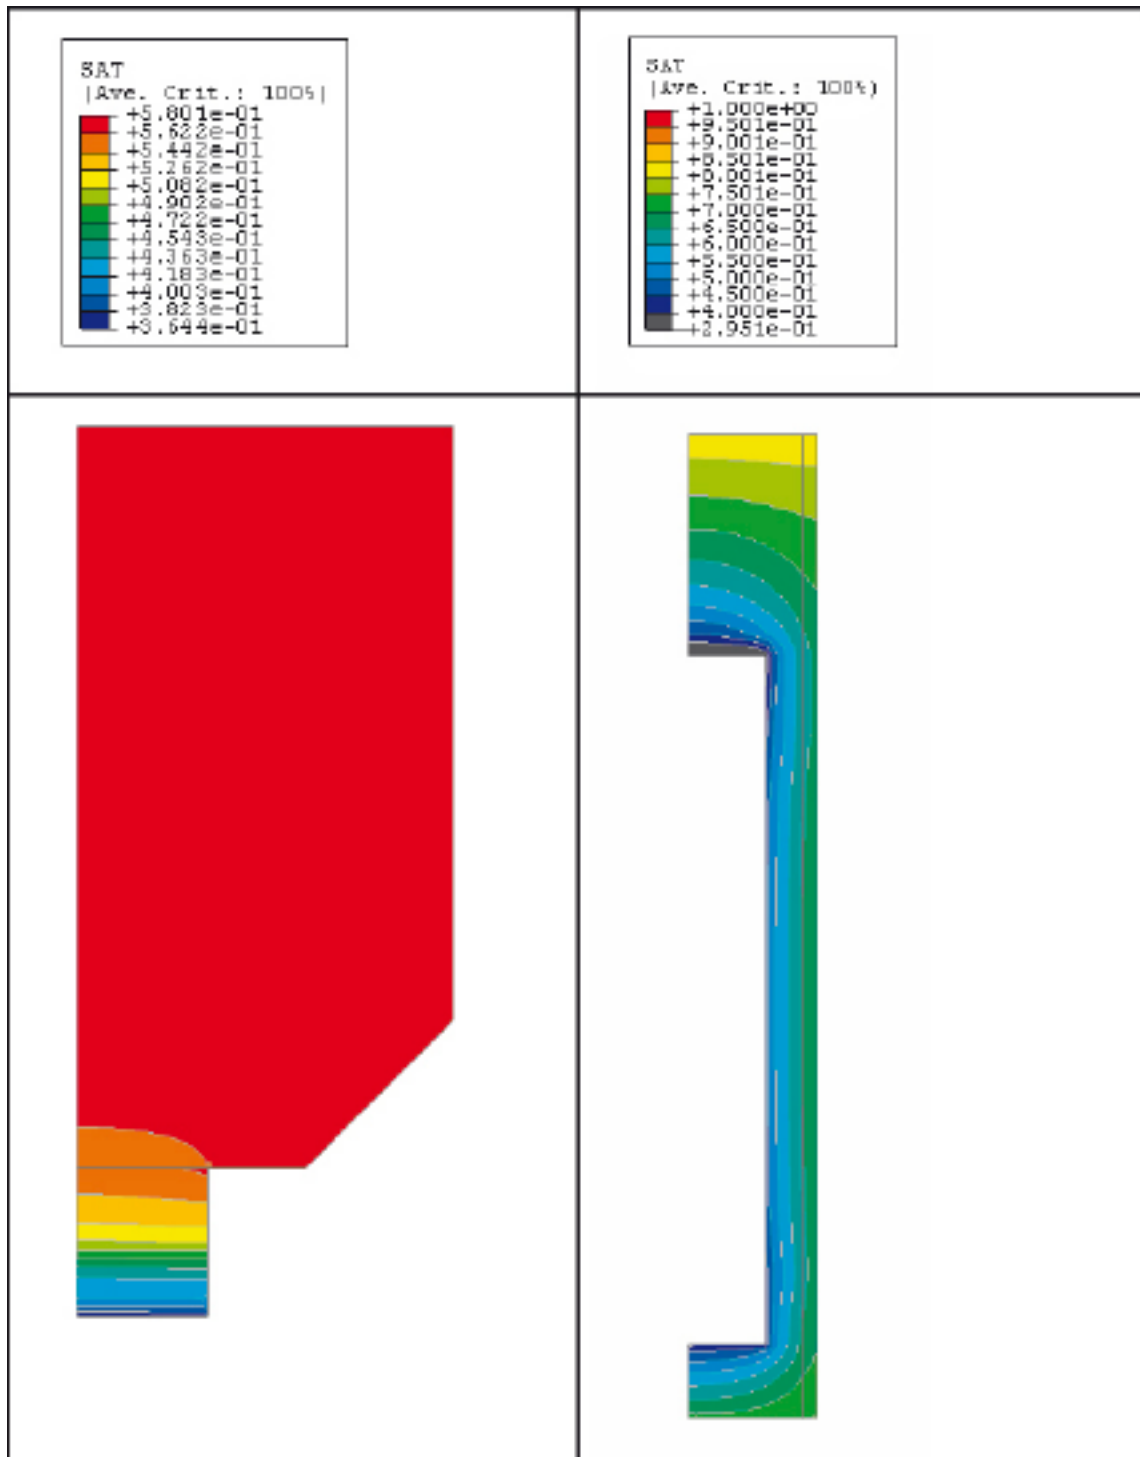 SAT
(Ave. Crit.: 100%)
+5.801e-01
+5.622e-01
+5.442e-01
+5.262e-01
+5.082e-01
+4.902e-01
+4.722e-01
+4.543e-01
+4.363e-01
+4.183e-01
+4.003e-01
+3.823e-01
+3.644e-01
SAT
(Ave. Crit.: 100%)
+1.000e+00
+9.501e-01
+9.001e-01
+8.501e-01
+8.001e-01
+7.501e-01
+7.000e-01
+6.500e-01
+6.000e-01
+5.500e-01
+5.000e-01
+4.500e-01
+4.000e-01
+2.951e-01